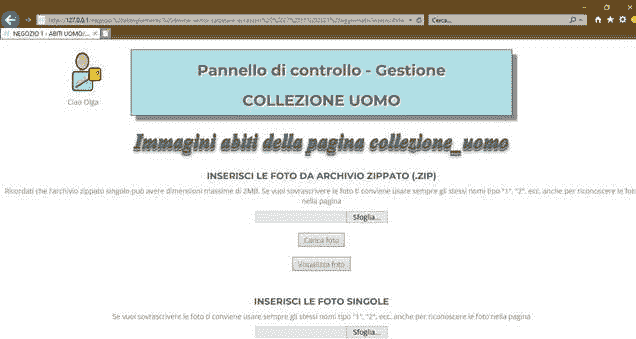 Cerca...
NEGOZIO 1 - ABITI UOMO/...
Ciao Olga
Pannello di controllo - Gestione
COLLEZIONE UOMO
Immagini abiti della pagina collezione_uomo
INSERISCI LE FOTO DA ARCHIVIO ZIPPATO (.ZIP)
Ricordati che l'archivio zippato singolo può avere dimensioni massime di 2MB. Se vuoi sovrascrivere le foto ti conviene usare sempre gli stessi nomi tipo "1", "2", ecc. anche per riconoscere le foto
nella pagina
Sfoglia...
Carica foto
Visualizza foto
INSERISCI LE FOTO SINGOLE
Se vuoi sovrascrivere le foto ti conviene usare sempre gli stessi nomi tipo "1", "2", ecc. anche per riconoscere le foto nella pagina
Sfoglia...